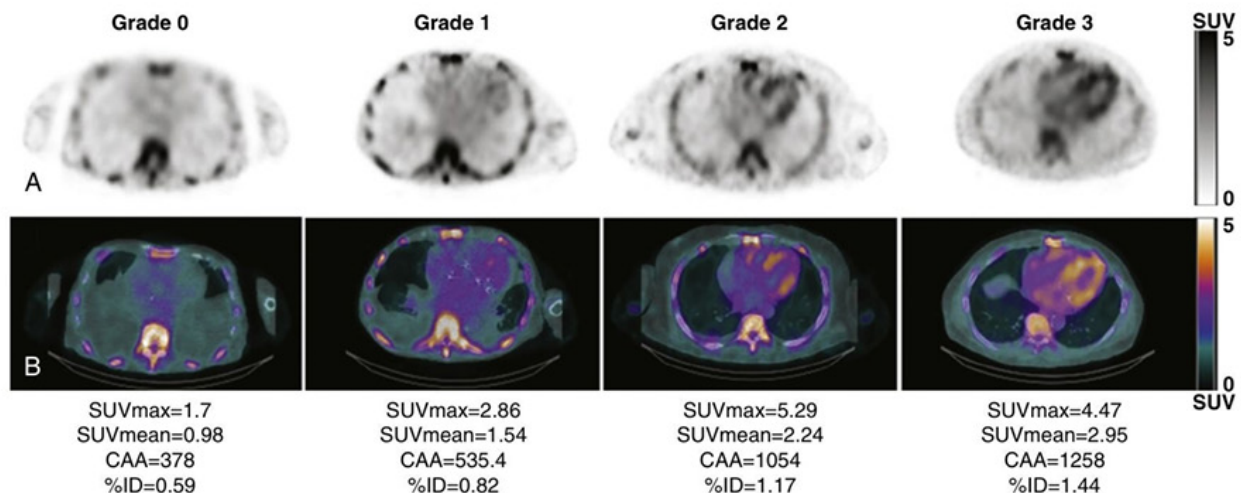 Grade 0 Grade 1 Grade 2 Grade 3 SUV
5
A
0
5
B
0
SUV
SUVmax=1.7 SUVmax=2.86 SUVmax=5.29 SUVmax=4.47
SUVmean=0.98 SUVmean=1.54 SUVmean=2.24 SUVmean=2.95
CAA=378 CAA=535.4 CAA=1054 CAA=1258
%ID=0.59 %ID=0.82 %ID=1.17 %ID=1.44